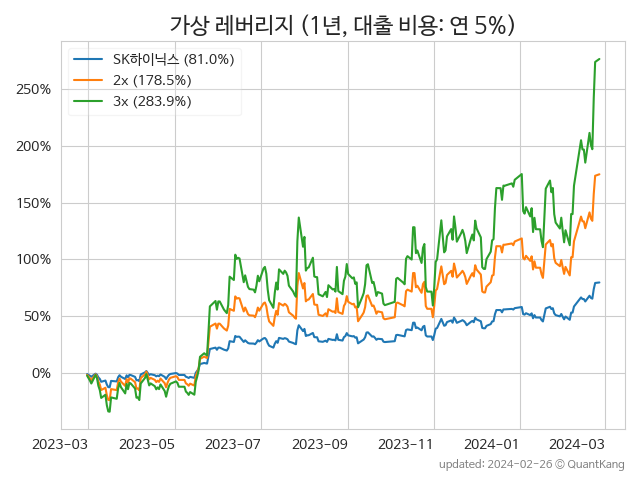 가상 레버리지 (1년, 대출 비용: 연 5%)
SK하이닉스 (81.0%)
2x (178.5%)
3x (283.9%)
250%
200%
150%
100%
50%
0%
2023-03 2023-05 2023-07 2023-09 2023-11 2024-01 2024-03
updated: 2024-02-26 © QuantKang